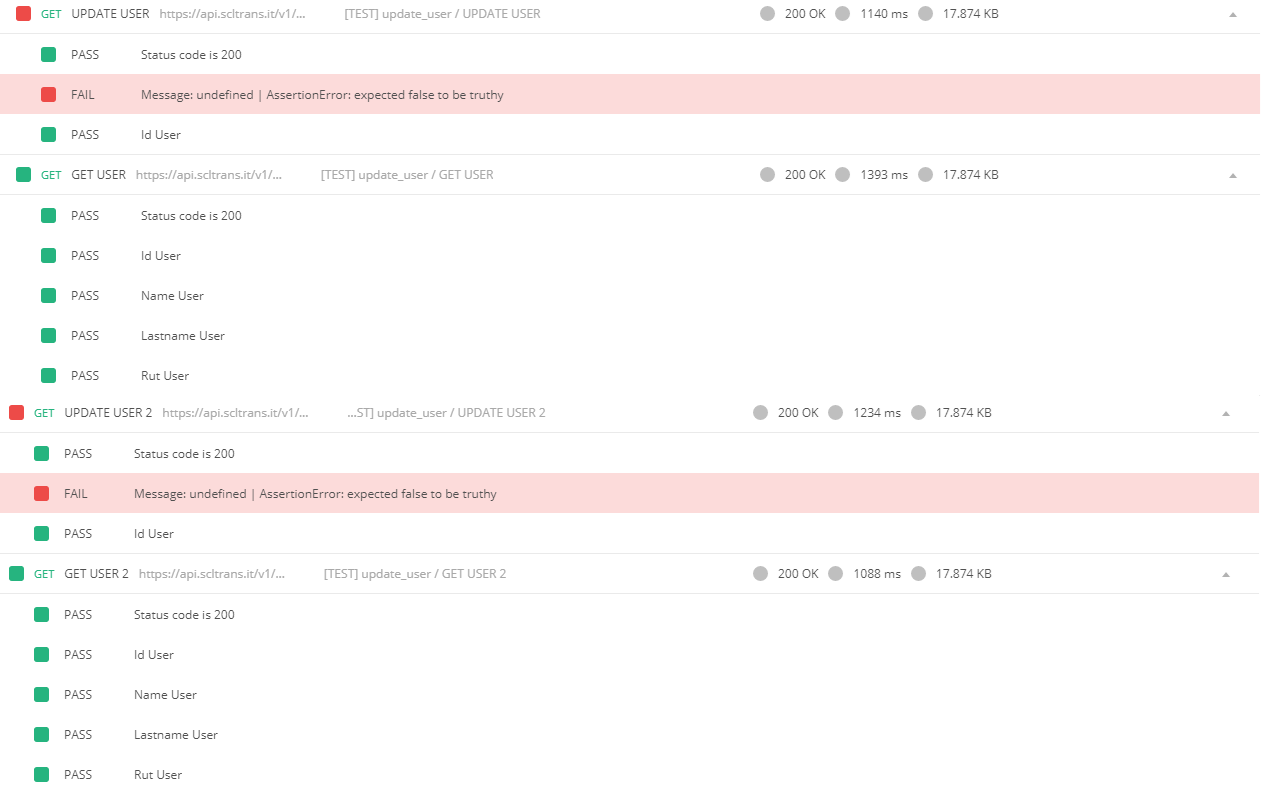 GET UPDATE USER https://api.scltrans.it/v1/... [TEST] update_user / UPDATE USER 200 OK 1140 ms 17.874 KB
PASS Status code is 200
FAIL Message: undefined | AssertionError: expected false to be truthy
PASS Id User
GET GET USER https://api.scltrans.it/v1/... [TEST] update_user / GET USER 200 OK 1393 ms 17.874 KB
PASS Status code is 200
PASS Id User
PASS Name User
PASS Lastname User
PASS Rut User
GET UPDATE USER 2 https://api.scltrans.it/v1/... ...ST] update_user / UPDATE USER 2 200 OK 1234 ms 17.874 KB
PASS Status code is 200
FAIL Message: undefined | AssertionError: expected false to be truthy
PASS Id User
GET GET USER 2 https://api.scltrans.it/v1/... [TEST] update_user / GET USER 2 200 OK 1088 ms 17.874 KB
PASS Status code is 200
PASS Id User
PASS Name User
PASS Lastname User
PASS Rut User